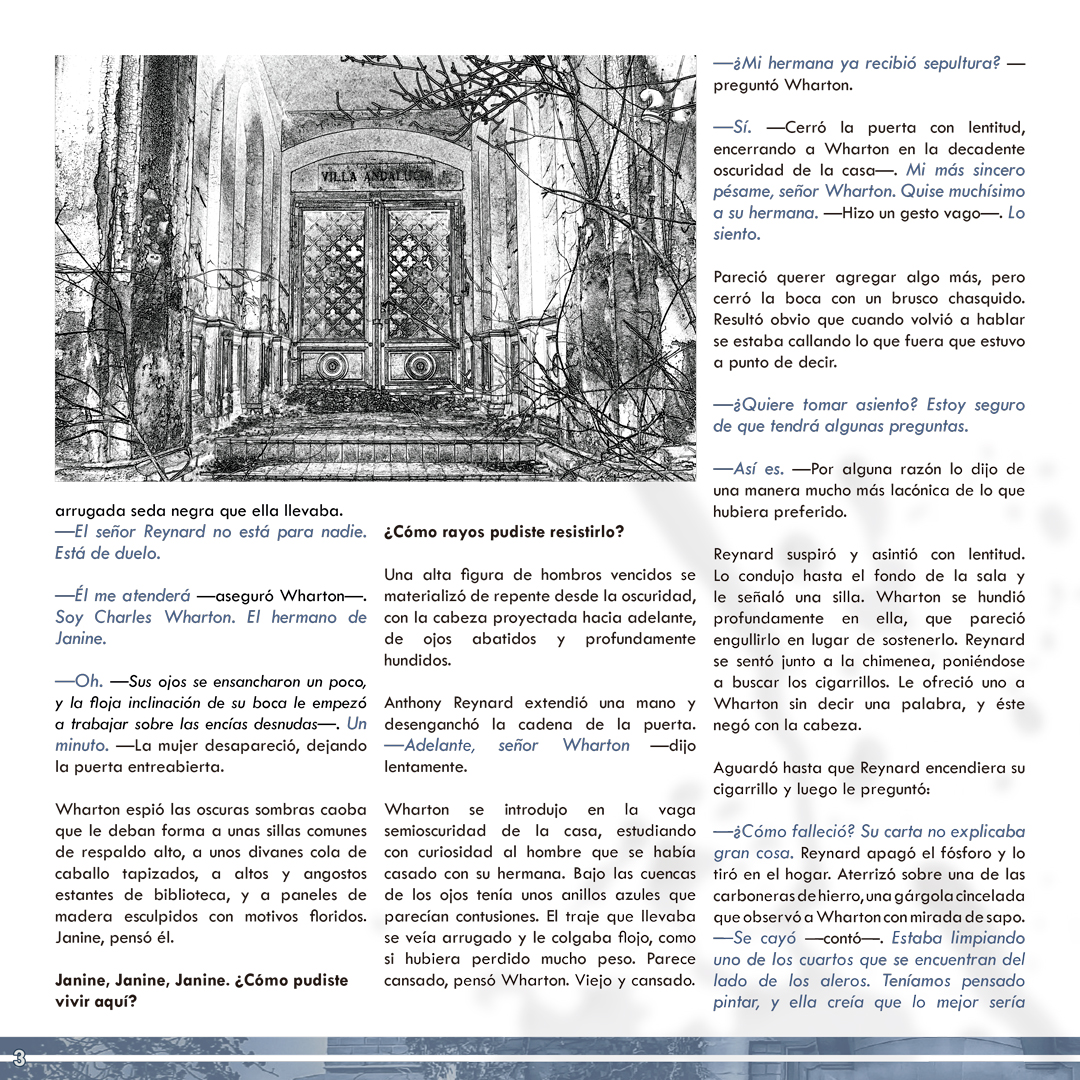 VILLA ANDALUCIA
arrugada seda negra que ella llevaba.
—El señor Reynard no está para nadie.
Está de duelo.
—Él me atenderá —aseguró Wharton—.
Soy Charles Wharton. El hermano de
Janine.
—Oh. —Sus ojos se ensancharon un poco,
y la floja inclinación de su boca le empezó
a trabajar sobre las encías desnudas—. Un
minuto. —La mujer desapareció, dejando
la puerta entreabierta.
Wharton espió las oscuras sombras caoba
que le deban forma a unas sillas comunes
de respaldo alto, a unos divanes cola de
caballo tapizados, a altos y angostos
estantes de biblioteca, y a paneles de
madera esculpidos con motivos floridos.
Janine, pensó él.
Janine, Janine, Janine. ¿Cómo pudiste
vivir aquí?
¿Cómo rayos pudiste resistirlo?
Una alta figura de hombros vencidos se
materializó de repente desde la oscuridad,
con la cabeza proyectada hacia adelante,
de ojos abatidos y profundamente
hundidos.
Anthony Reynard extendió una mano y
desenganchó la cadena de la puerta.
—Adelante, señor Wharton —dijo
lentamente.
Wharton se introdujo en la vaga
semioscuridad de la casa, estudiando
con curiosidad al hombre que se había
casado con su hermana. Bajo las cuencas
de los ojos tenía unos anillos azules que
parecían contusiones. El traje que llevaba
se veía arrugado y le colgaba flojo, como
si hubiera perdido mucho peso. Parece
cansado, pensó Wharton. Viejo y cansado.
—¿Mi hermana ya recibió sepultura? —
preguntó Wharton.
—Sí. —Cerró la puerta con lentitud,
encerrando a Wharton en la decadente
oscuridad de la casa—. Mi más sincero
pésame, señor Wharton. Quise muchísimo
a su hermana. —Hizo un gesto vago—. Lo
siento.
Pareció querer agregar algo más, pero
cerró la boca con un brusco chasquido.
Resultó obvio que cuando volvió a hablar
se estaba callando lo que fuera que estuvo
a punto de decir.
—¿Quiere tomar asiento? Estoy seguro
de que tendrá algunas preguntas.
—Así es. —Por alguna razón lo dijo de
una manera mucho más lacónica de lo que
hubiera preferido.
Reynard suspiró y asintió con lentitud.
Lo condujo hasta el fondo de la sala y
le señaló una silla. Wharton se hundió
profundamente en ella, que pareció
engullirlo en lugar de sostenerlo. Reynard
se sentó junto a la chimenea, poniéndose
a buscar los cigarrillos. Le ofreció uno a
Wharton sin decir una palabra, y éste
negó con la cabeza.
Aguardó hasta que Reynard encendiera su
cigarrillo y luego le preguntó:
—¿Cómo falleció? Su carta no explicaba
gran cosa. Reynard apagó el fósforo y lo
tiró en el hogar. Aterrizó sobre una de las
carboneras de hierro, una gárgola cincelada
que observó a Wharton con mirada de sapo.
—Se cayó —contó—. Estaba limpiando
uno de los cuartos que se encuentran del
lado de los aleros. Teníamos pensado
pintar, y ella creía que lo mejor sería
3